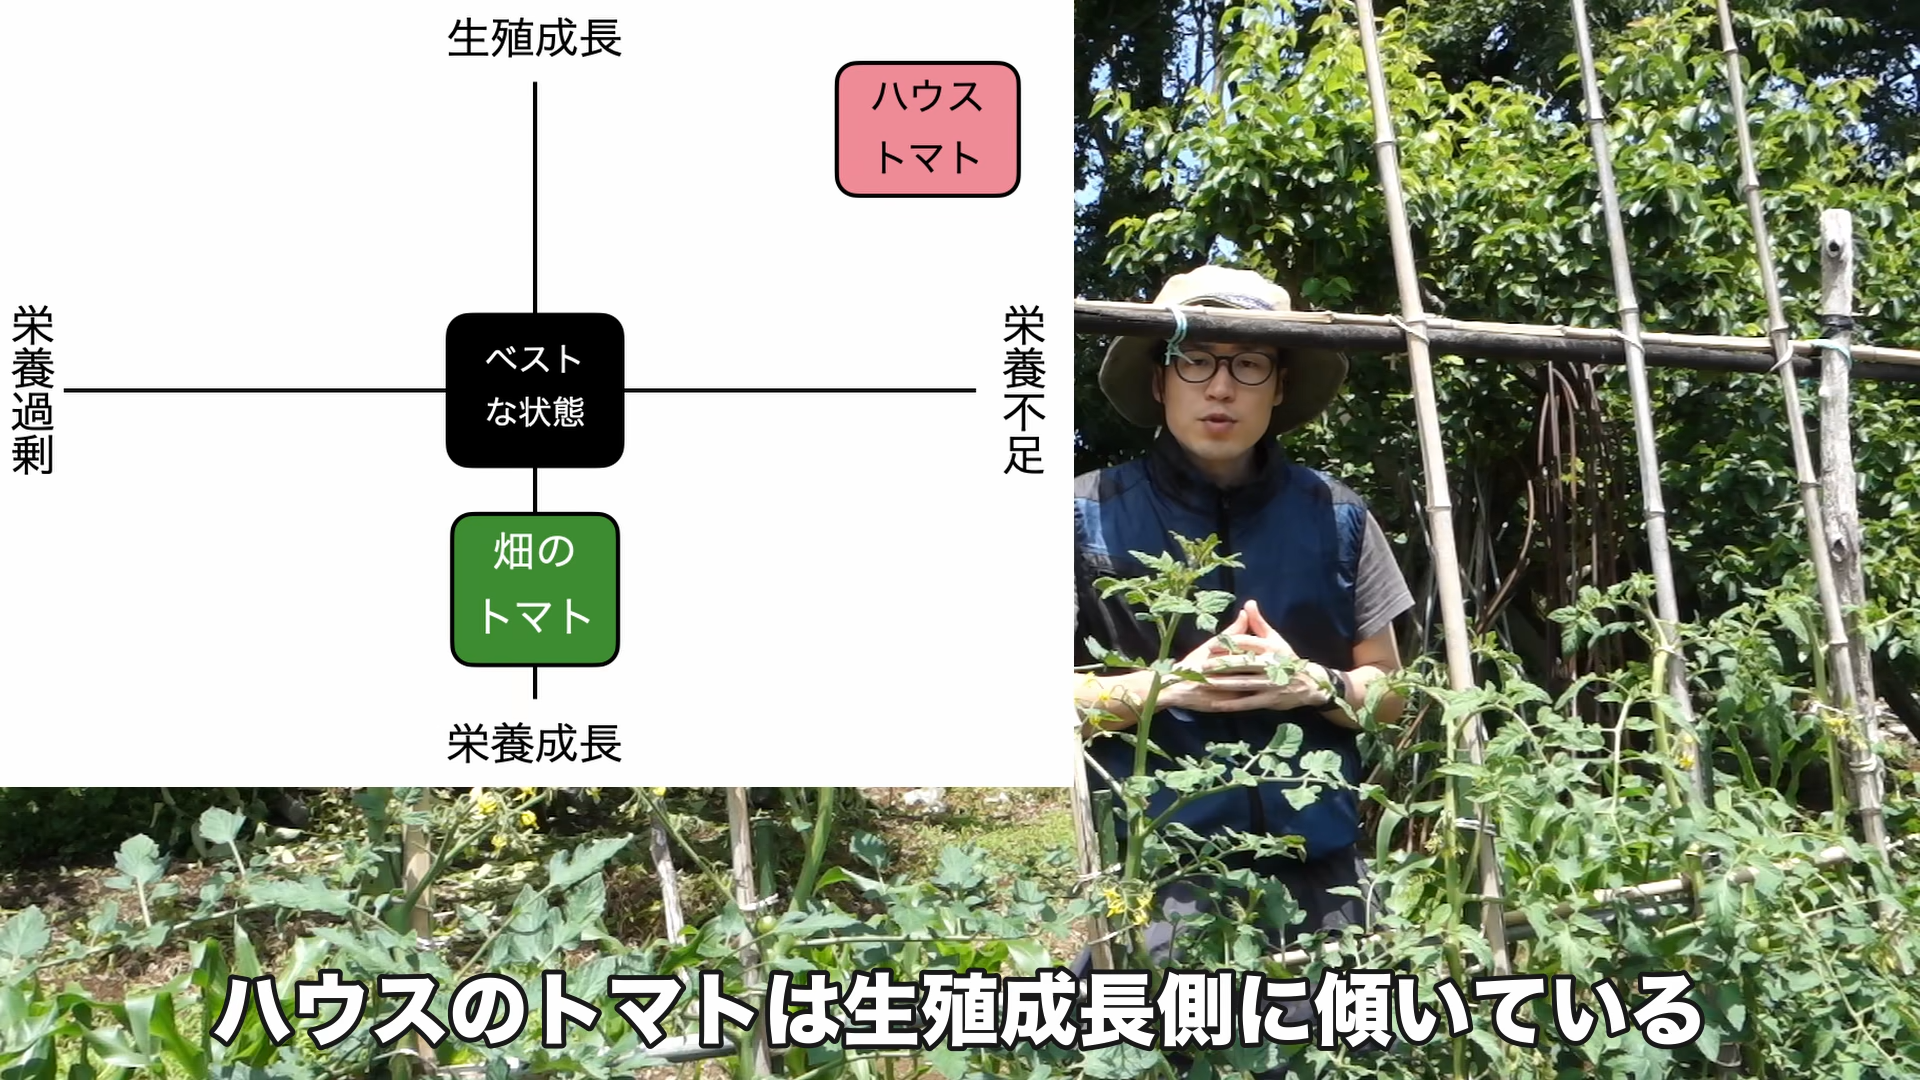 生殖成長
ハウス
トマト
栄養過剰
ベスト
な状態
栄養不足
畑の
トマト
栄養成長
ハウスのトマトは生殖成長側に傾いている